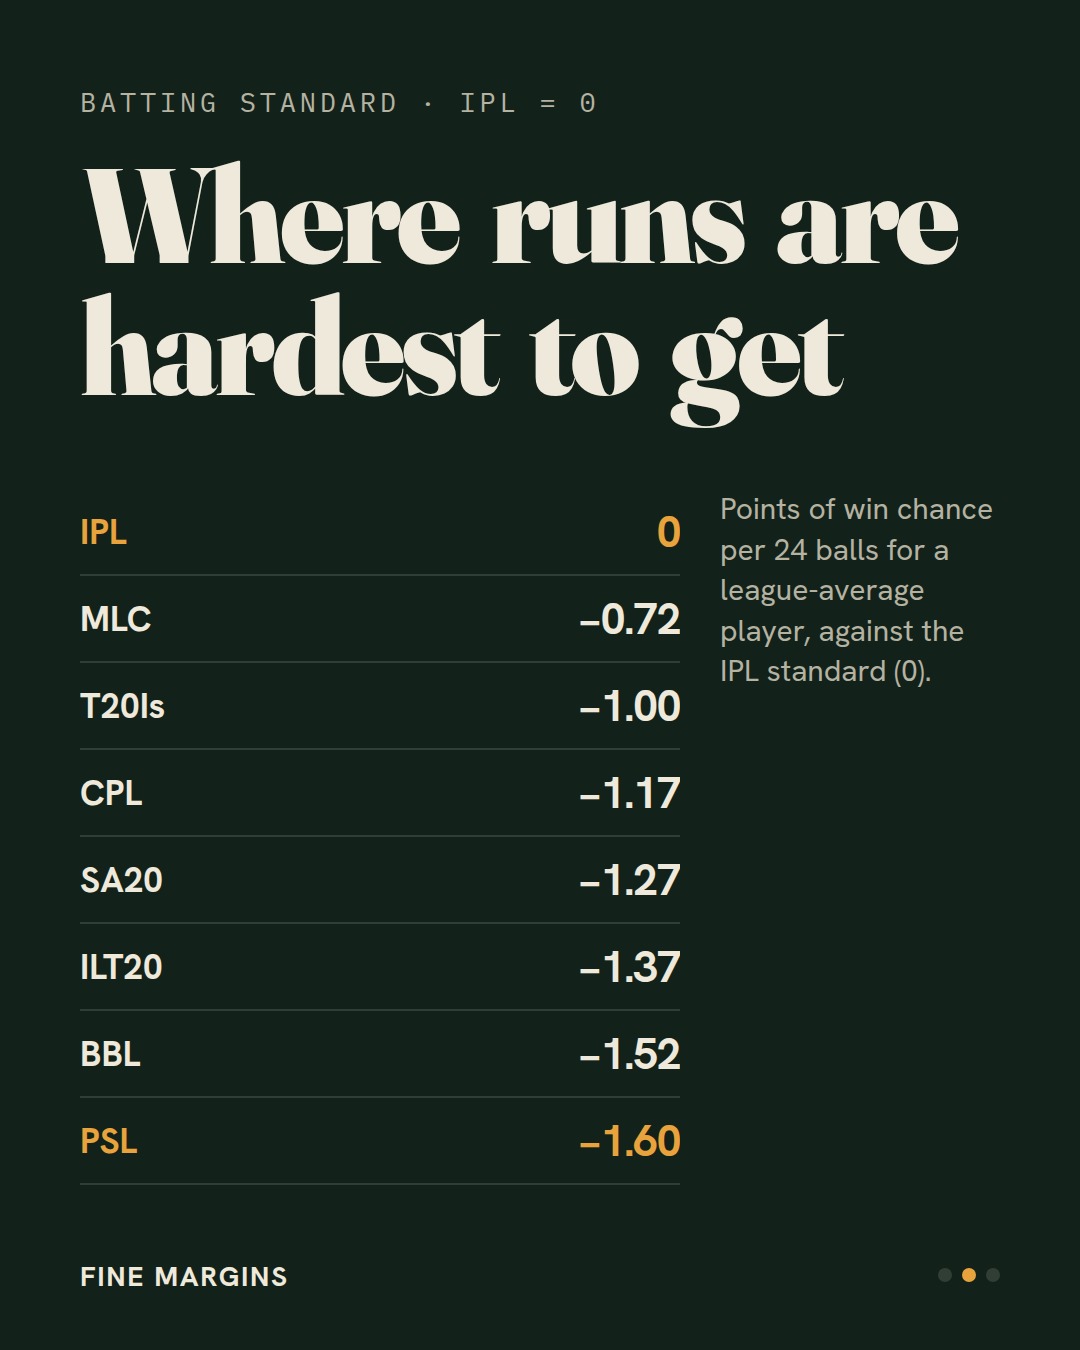 BATTING STANDARD · IPL = 0
Where runs are
hardest to get
IPL 0
MLC –0.72
T20Is –1.00
CPL –1.17
SA20 –1.27
ILT20 –1.37
BBL –1.52
PSL –1.60
Points of win chance
per 24 balls for a
league-average
player, against the
IPL standard (0).
FINE MARGINS